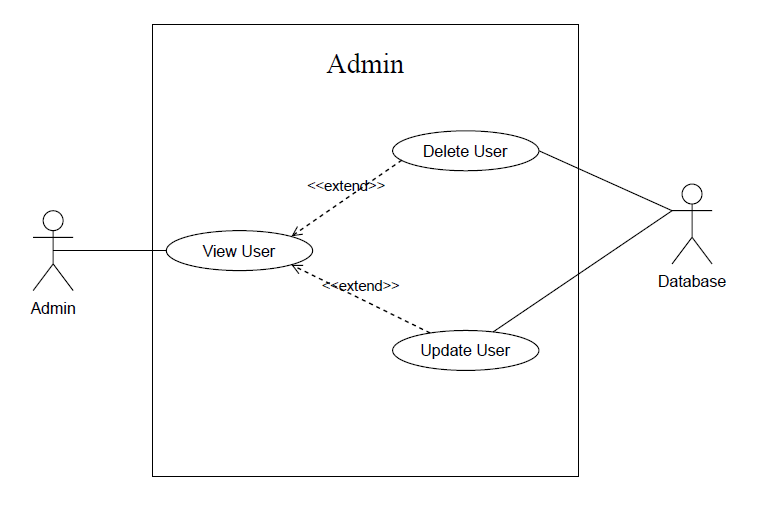 Admin
Delete User
<<extend>>
View User
Admin
<<extend>>
Database
Update User